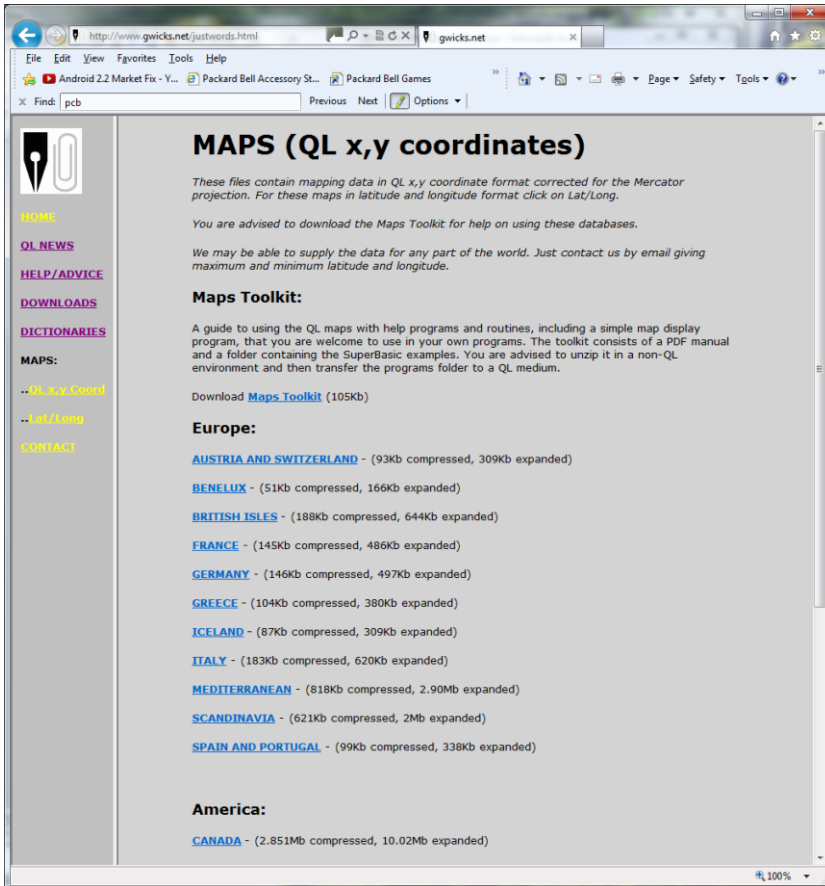 http://www.gwicks.net/justwords.html
gwicks.net
File Edit View Favorites Tools Help
Android 2.2 Market Fix - Y... Packard Bell Accessory St... Packard Bell Games
Page Safety Tools
Find: pcb Previous Next Options
HOME
QL NEWS
HELP/ADVICE
DOWNLOADS
DICTIONARIES
MAPS:
..QL x,y Coord
..Lat/Long
CONTACT
MAPS (QL x,y coordinates)
These files contain mapping data in QL x,y coordinate format corrected for the Mercator
projection. For these maps in latitude and longitude format click on Lat/Long.
You are advised to download the Maps Toolkit for help on using these databases.
We may be able to supply the data for any part of the world. Just contact us by email giving
maximum and minimum latitude and longitude.
Maps Toolkit:
A guide to using the QL maps with help programs and routines, including a simple map display
program, that you are welcome to use in your own programs. The toolkit consists of a PDF manual
and a folder containing the SuperBasic examples. You are advised to unzip it in a non-QL
environment and then transfer the programs folder to a QL medium.
Download Maps Toolkit (105Kb)
Europe:
AUSTRIA AND SWITZERLAND - (93Kb compressed, 309Kb expanded)
BENELUX - (51Kb compressed, 166Kb expanded)
BRITISH ISLES - (188Kb compressed, 644Kb expanded)
FRANCE - (145Kb compressed, 486Kb expanded)
GERMANY - (146Kb compressed, 497Kb expanded)
GREECE - (104Kb compressed, 380Kb expanded)
ICELAND - (87Kb compressed, 309Kb expanded)
ITALY - (183Kb compressed, 620Kb expanded)
MEDITERRANEAN - (818Kb compressed, 2.90Mb expanded)
SCANDINAVIA - (621Kb compressed, 2Mb expanded)
SPAIN AND PORTUGAL - (99Kb compressed, 338Kb expanded)
America:
CANADA - (2.851Mb compressed, 10.02Mb expanded)
100%